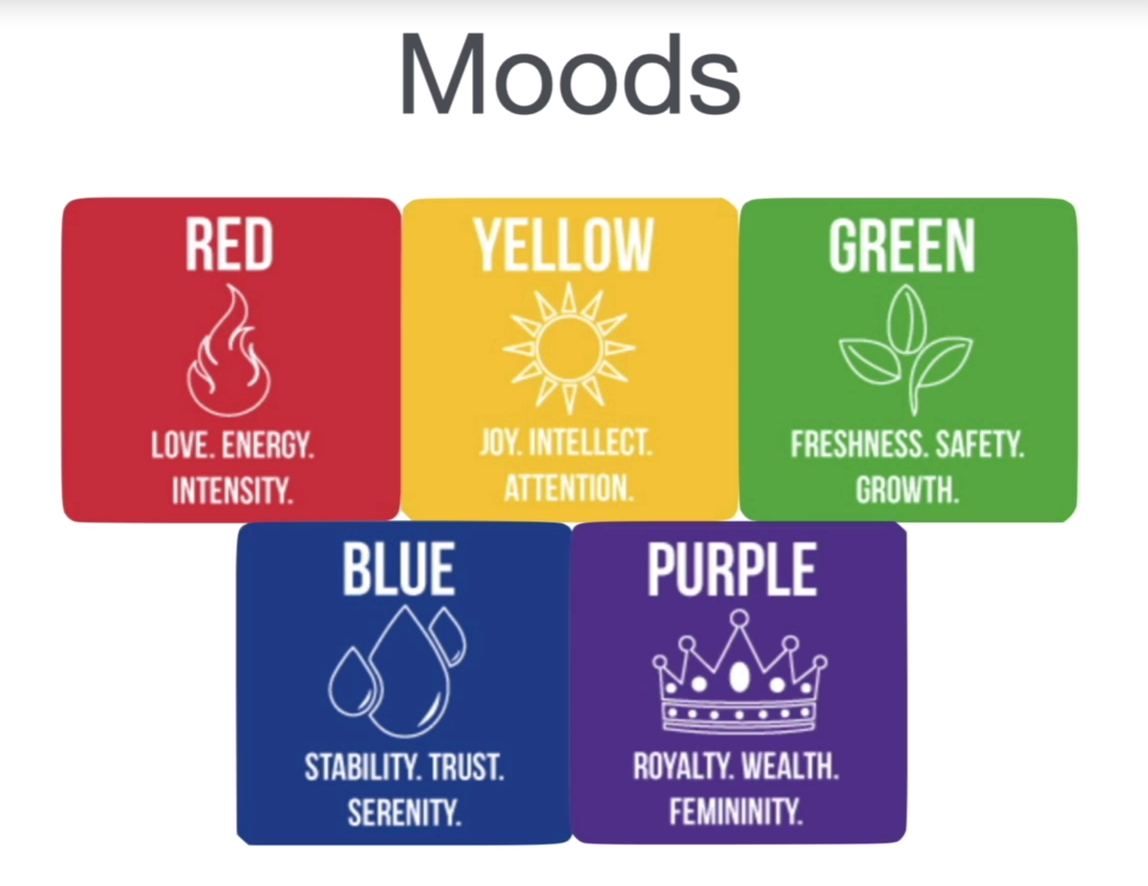 Moods
RED
LOVE. ENERGY.
INTENSITY.
YELLOW
JOY. INTELLECT.
ATTENTION.
GREEN
FRESHNESS. SAFETY.
GROWTH.
BLUE
STABILITY. TRUST.
SERENITY.
PURPLE
ROYALTY. WEALTH.
FEMININITY.